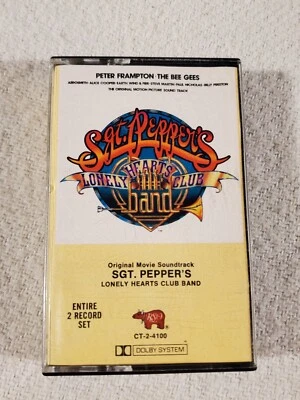 PETER FRAMPTON THE BEE GEES
AEROSMITH ALICE COOPER EARTH WIND & FIRE STEVE MARTIN PAUL NICHOLAS BILLY PRESTON
THE ORIGINAL MOTION PICTURE SOUND TRACK
SGT. PEPPER'S
LONELY HEARTS CLUB
band
Original Movie Soundtrack
SGT. PEPPER'S
LONELY HEARTS CLUB BAND
ENTIRE
2 RECORD
SET
RSO
CT-2-4100
DOLBY SYSTEM